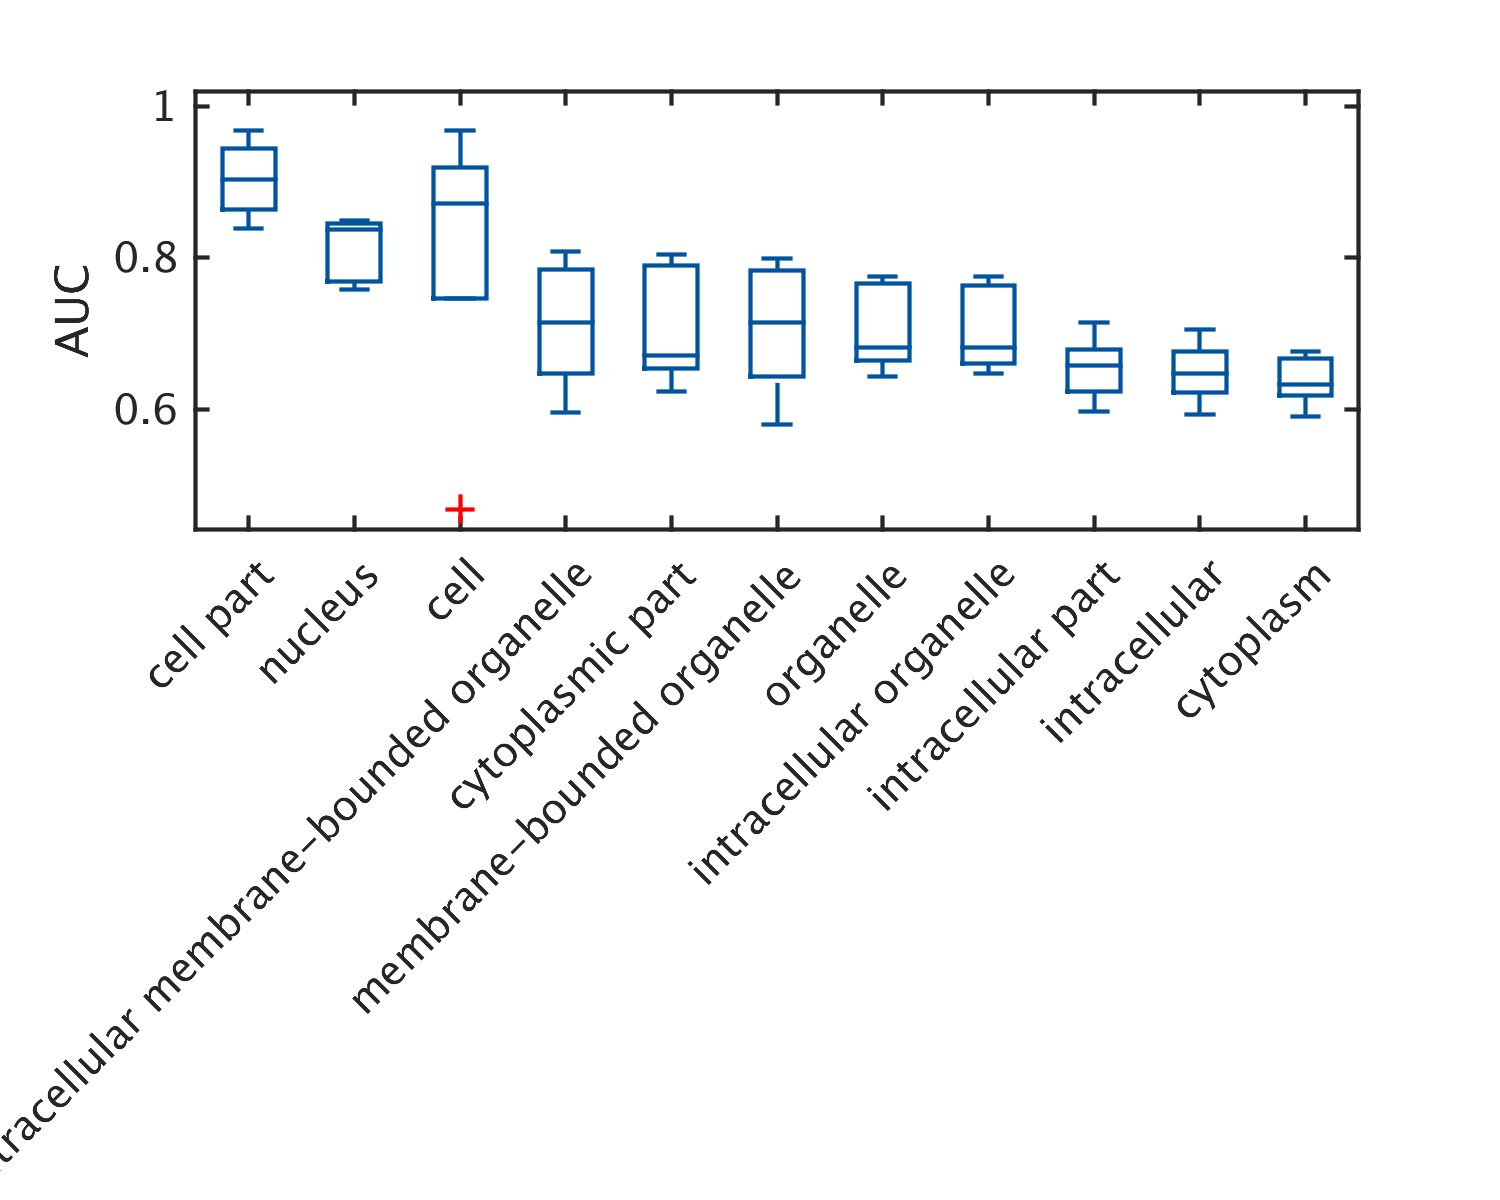 1
0.8
0.6
AUC
cell part
nucleus
cell
tracellular membrane–bounded organelle
cytoplasmic part
membrane–bounded organelle
organelle
intracellular organelle
intracellular part
intracellular
cytoplasm